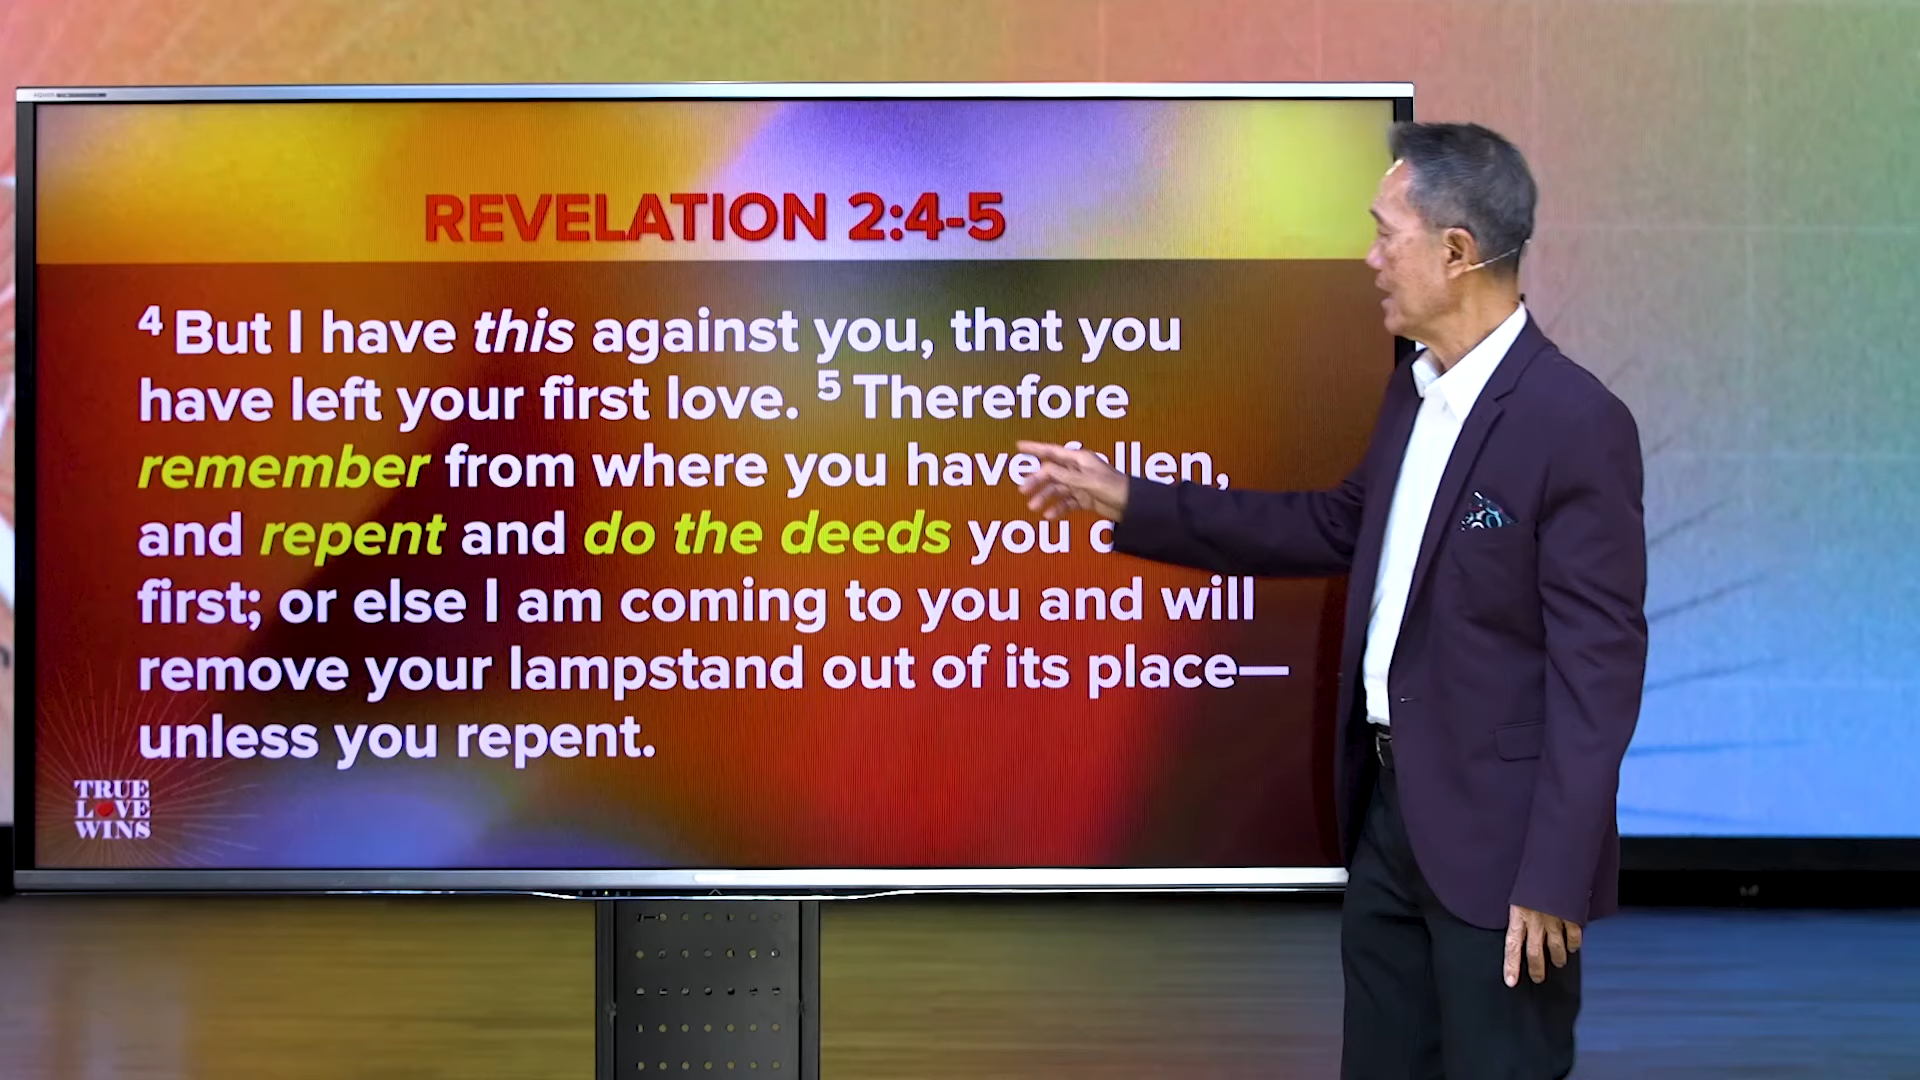 REVELATION 2:4-5
4 But I have this against you, that you
have left your first love. 5 Therefore
remember from where you have
and repent and do the deeds you
first; or else I am coming to you and will
remove your lampstand out of its place—
unless you repent.
TRUE
LOVE
WINS